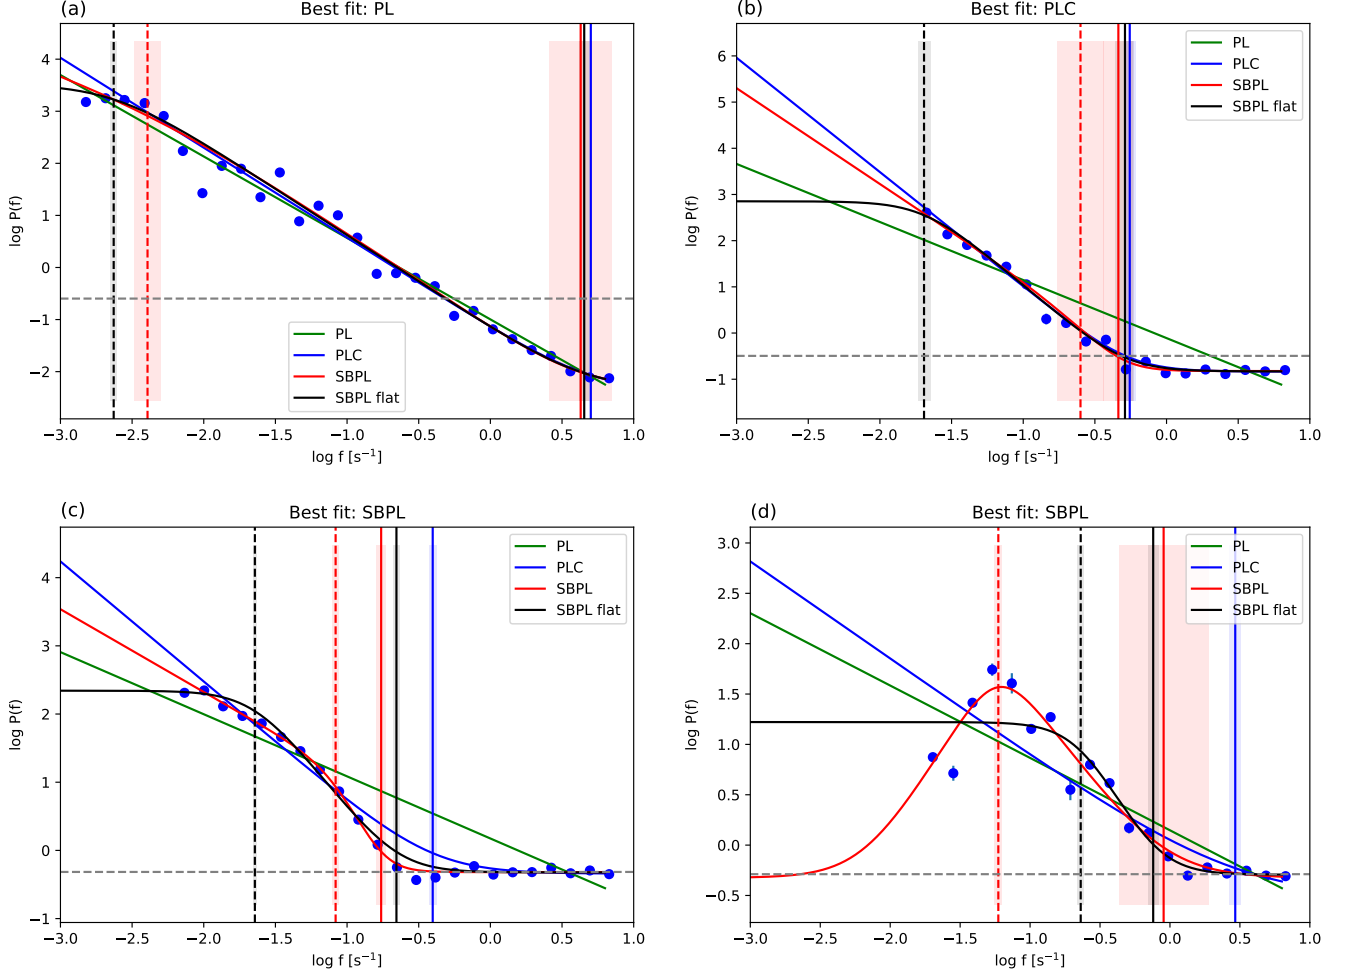 (a)
Best fit: PL
log P(f)
4
3
2
1
0
−1
−2
PL
PLC
SBPL
SBPL flat
−3.0 −2.5 −2.0 −1.5 −1.0 −0.5 0.0 0.5 1.0
log f [s⁻¹]
(b)
Best fit: PLC
log P(f)
6
5
4
3
2
1
0
−1
PL
PLC
SBPL
SBPL flat
−3.0 −2.5 −2.0 −1.5 −1.0 −0.5 0.0 0.5 1.0
log f [s⁻¹]
(c)
Best fit: SBPL
log P(f)
4
3
2
1
0
−1
PL
PLC
SBPL
SBPL flat
−3.0 −2.5 −2.0 −1.5 −1.0 −0.5 0.0 0.5 1.0
log f [s⁻¹]
(d)
Best fit: SBPL
log P(f)
3.0
2.5
2.0
1.5
1.0
0.5
0.0
−0.5
PL
PLC
SBPL
SBPL flat
−3.0 −2.5 −2.0 −1.5 −1.0 −0.5 0.0 0.5 1.0
log f [s⁻¹]